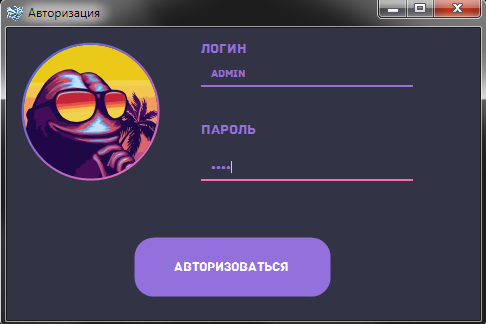 Авторизация
ЛОГИН
ADMIN
ПАРОЛЬ
••••
АВТОРИЗОВАТЬСЯ